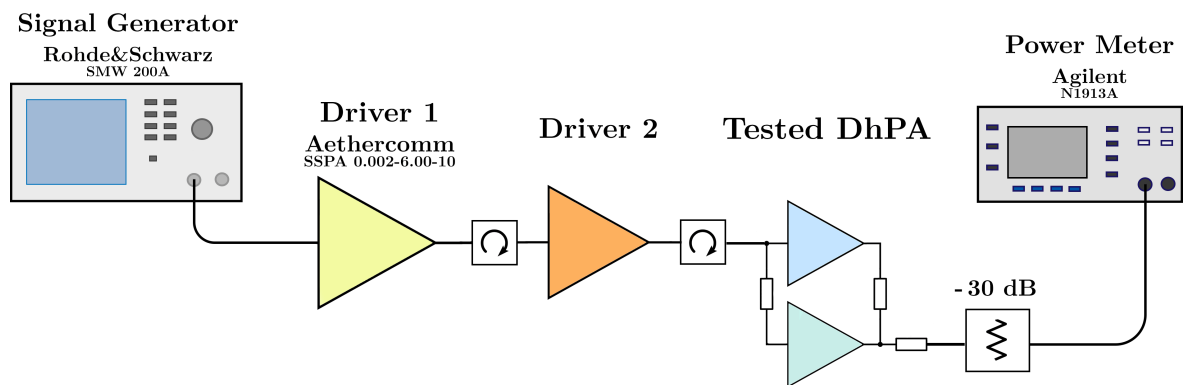 Signal Generator
Rohde&Schwarz
SMW 200A
Driver 1
Aethercomm
SSPA 0.002-6.00-10
Driver 2
Tested DhPA
Power Meter
Agilent
N1913A
- 30 dB